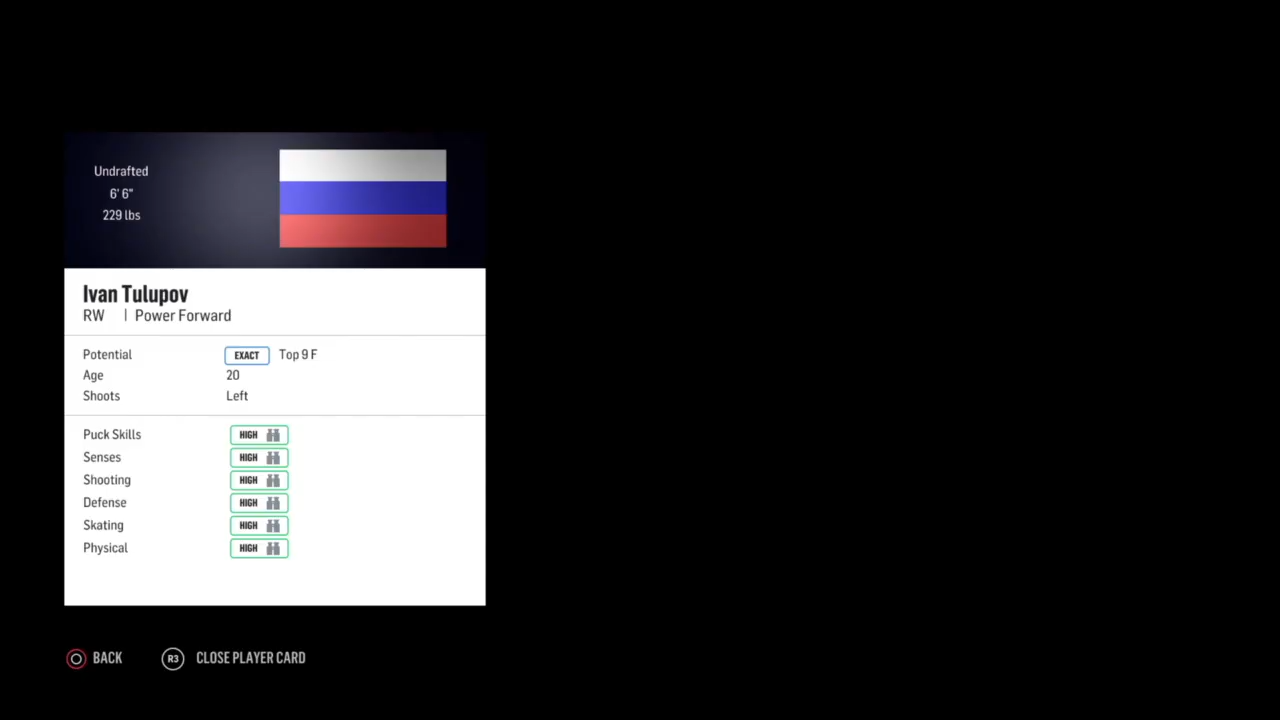 Undrafted
6' 6"
229 lbs
Ivan Tulupov
RW | Power Forward
Potential EXACT Top 9 F
Age 20
Shoots Left
Puck Skills HIGH
Senses HIGH
Shooting HIGH
Defense HIGH
Skating HIGH
Physical HIGH
BACK R3 CLOSE PLAYER CARD